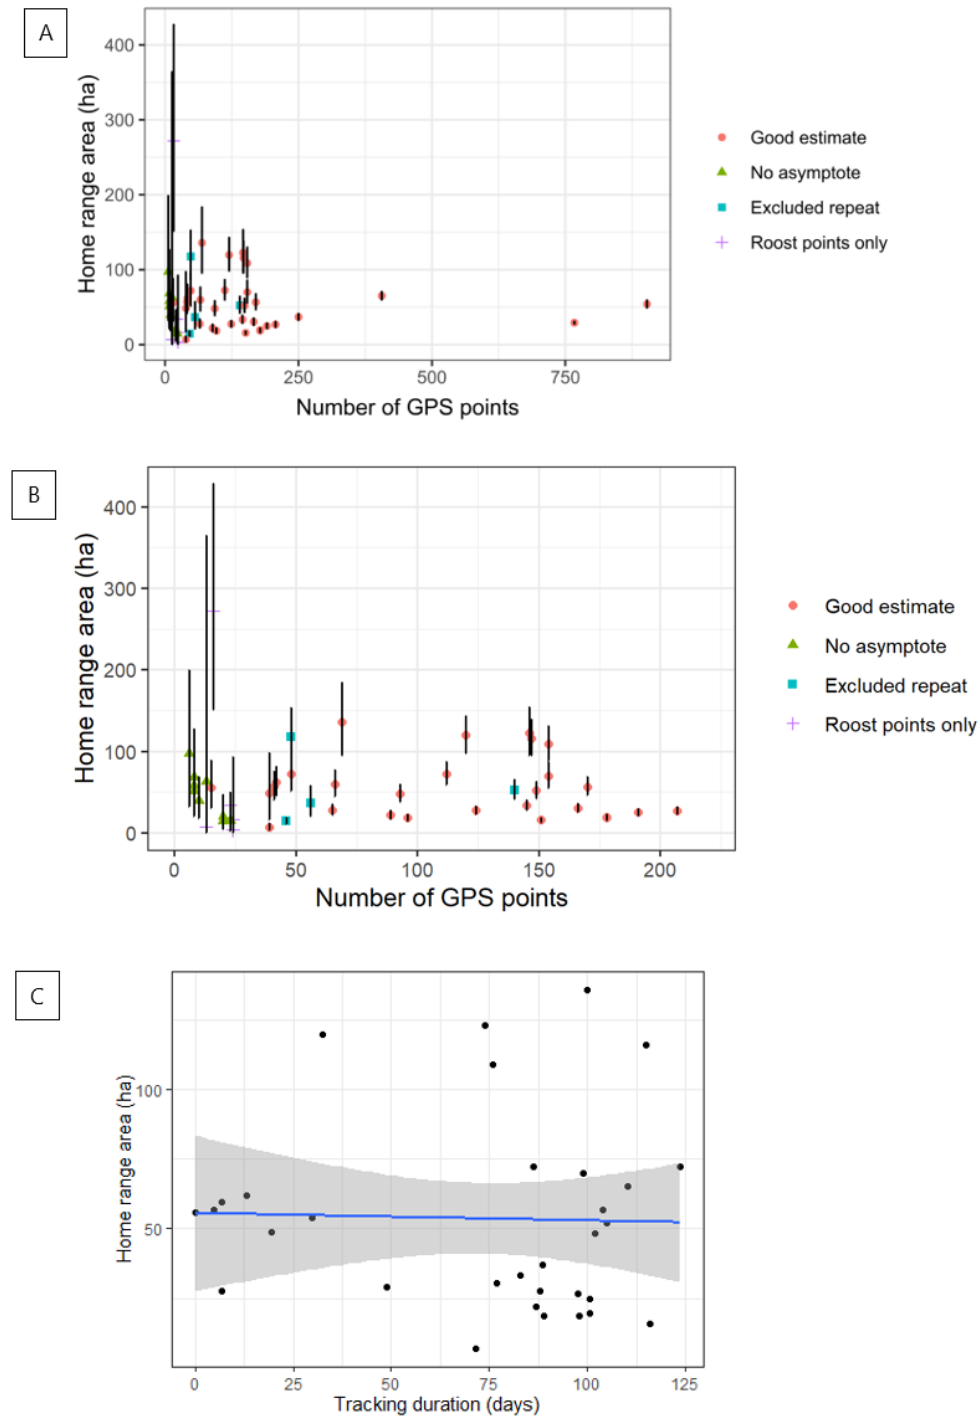 A
Home range area (ha)
400
300
200
100
0
0 250 500 750
Number of GPS points
Good estimate
No asymptote
Excluded repeat
Roost points only
B
Home range area (ha)
400
300
200
100
0
0 50 100 150 200
Number of GPS points
Good estimate
No asymptote
Excluded repeat
Roost points only
C
Home range area (ha)
100
50
0 25 50 75 100 125
Tracking duration (days)